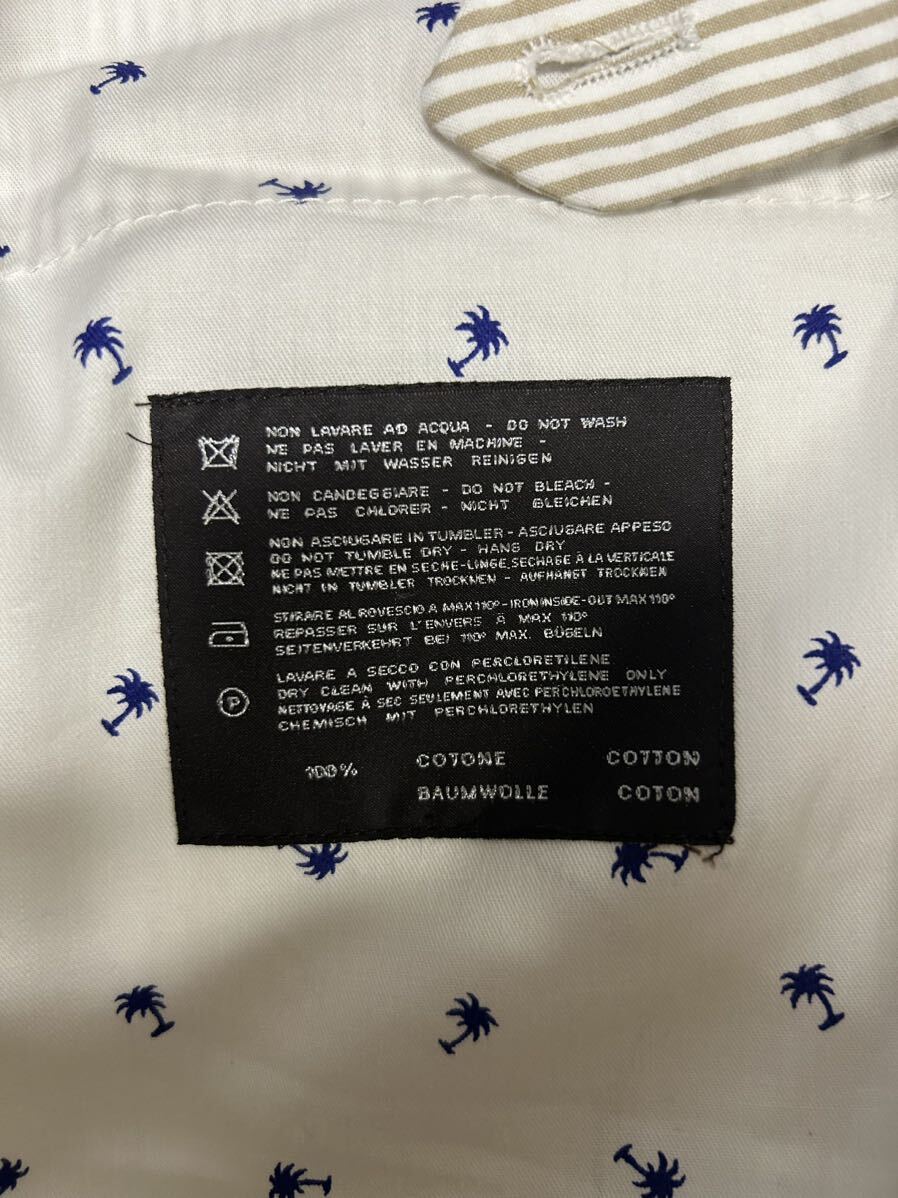 NON LAVARE AD ACQUA - DO NOT WASH
NE PAS LAVER EN MACHINE -
NICHT MIT WASSER REINIGEN
NON CANDEGGIARE - DO NOT BLEACH -
NE PAS CHLORER - NICHT BLEICHEN
NON ASCIUGARE IN TUMBLER - ASCIUGARE APPESO
DO NOT TUMBLE DRY - HANG DRY
NE PAS METTRE EN SECHE-LINGE, SECHAGE À LA VERTICALE
NICHT IN TUMBLER TROCKNEN - AUFHÄNGT TROCKNEN
STIRARE AL ROVESCIO A MAX 110° - IRON INSIDE-OUT MAX 110°
REPASSER SUR L'ENVERS À MAX 110°
SEITENVERKEHRT BEI 110° MAX. BÜGELN
P
LAVARE A SECCO CON PERCLORETILENE
DRY CLEAN WITH PERCHLORETHYLENE ONLY
NETTOYAGE À SEC SEULEMENT AVEC PERCHLOROETHYLENE
CHEMISCH MIT PERCHLORETHYLEN
100% COTONE COTTON
BAUMWOLLE COTON